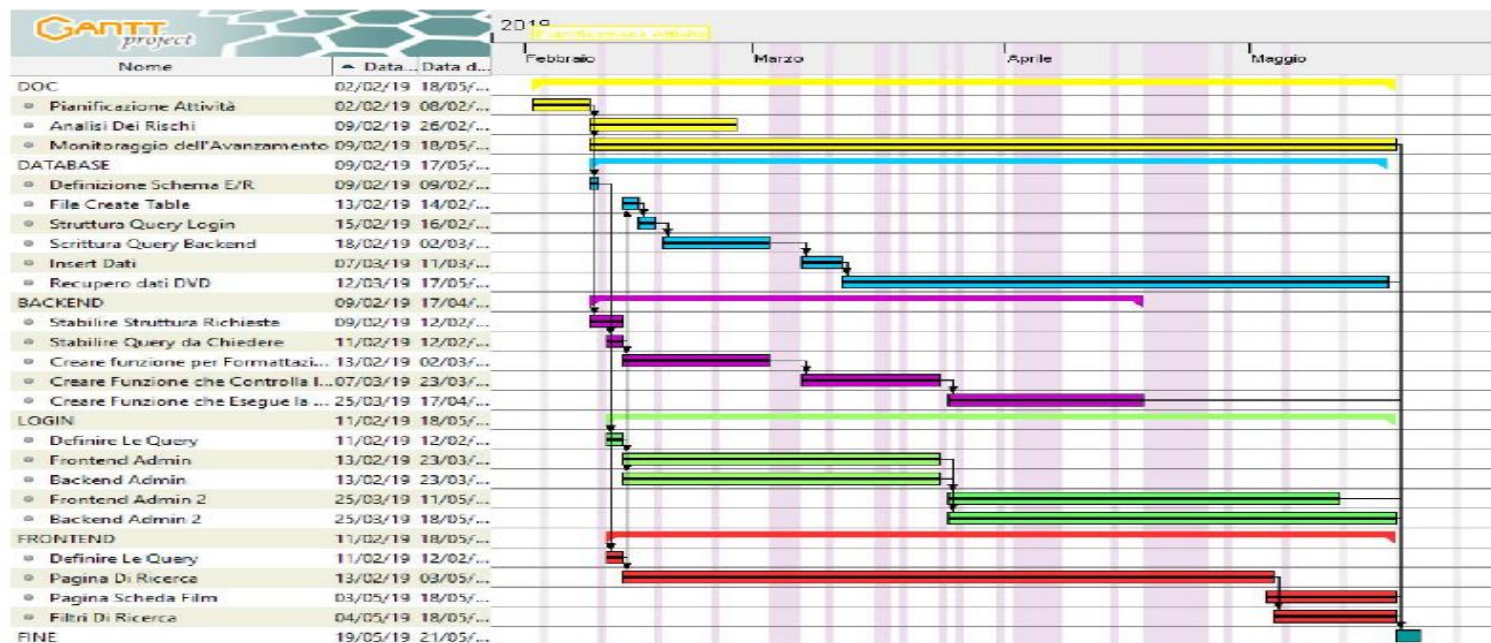 GANTT
project
2019
Pianificazione Attività
Febbraio Marzo Aprile Maggio
Nome Data... Data d...
DOC 02/02/19 18/05/...
Pianificazione Attività 02/02/19 08/02/...
Analisi Dei Rischi 09/02/19 26/02/...
Monitoraggio dell'Avanzamento 09/02/19 18/05/...
DATABASE 09/02/19 17/05/...
Definizione Schema E/R 09/02/19 09/02/...
File Create Table 13/02/19 14/02/...
Struttura Query Login 15/02/19 16/02/...
Scrittura Query Backend 18/02/19 02/03/...
Insert Dati 07/03/19 11/03/...
Recupero dati DVD 12/03/19 17/05/...
BACKEND 09/02/19 17/04/...
Stabilire Struttura Richieste 09/02/19 12/02/...
Stabilire Query da Chiedere 11/02/19 12/02/...
Creare funzione per Formattazi... 13/02/19 02/03/...
Creare Funzione che Controlla l... 07/03/19 23/03/...
Creare Funzione che Esegue la ... 25/03/19 17/04/...
LOGIN 11/02/19 18/05/...
Definire Le Query 11/02/19 12/02/...
Frontend Admin 13/02/19 23/03/...
Backend Admin 13/02/19 23/03/...
Frontend Admin 2 25/03/19 11/05/...
Backend Admin 2 25/03/19 18/05/...
FRONTEND 11/02/19 18/05/...
Definire Le Query 11/02/19 12/02/...
Pagina Di Ricerca 13/02/19 03/05/...
Pagina Scheda Film 03/05/19 18/05/...
Filtri Di Ricerca 04/05/19 18/05/...
FINE 19/05/19 21/05/...